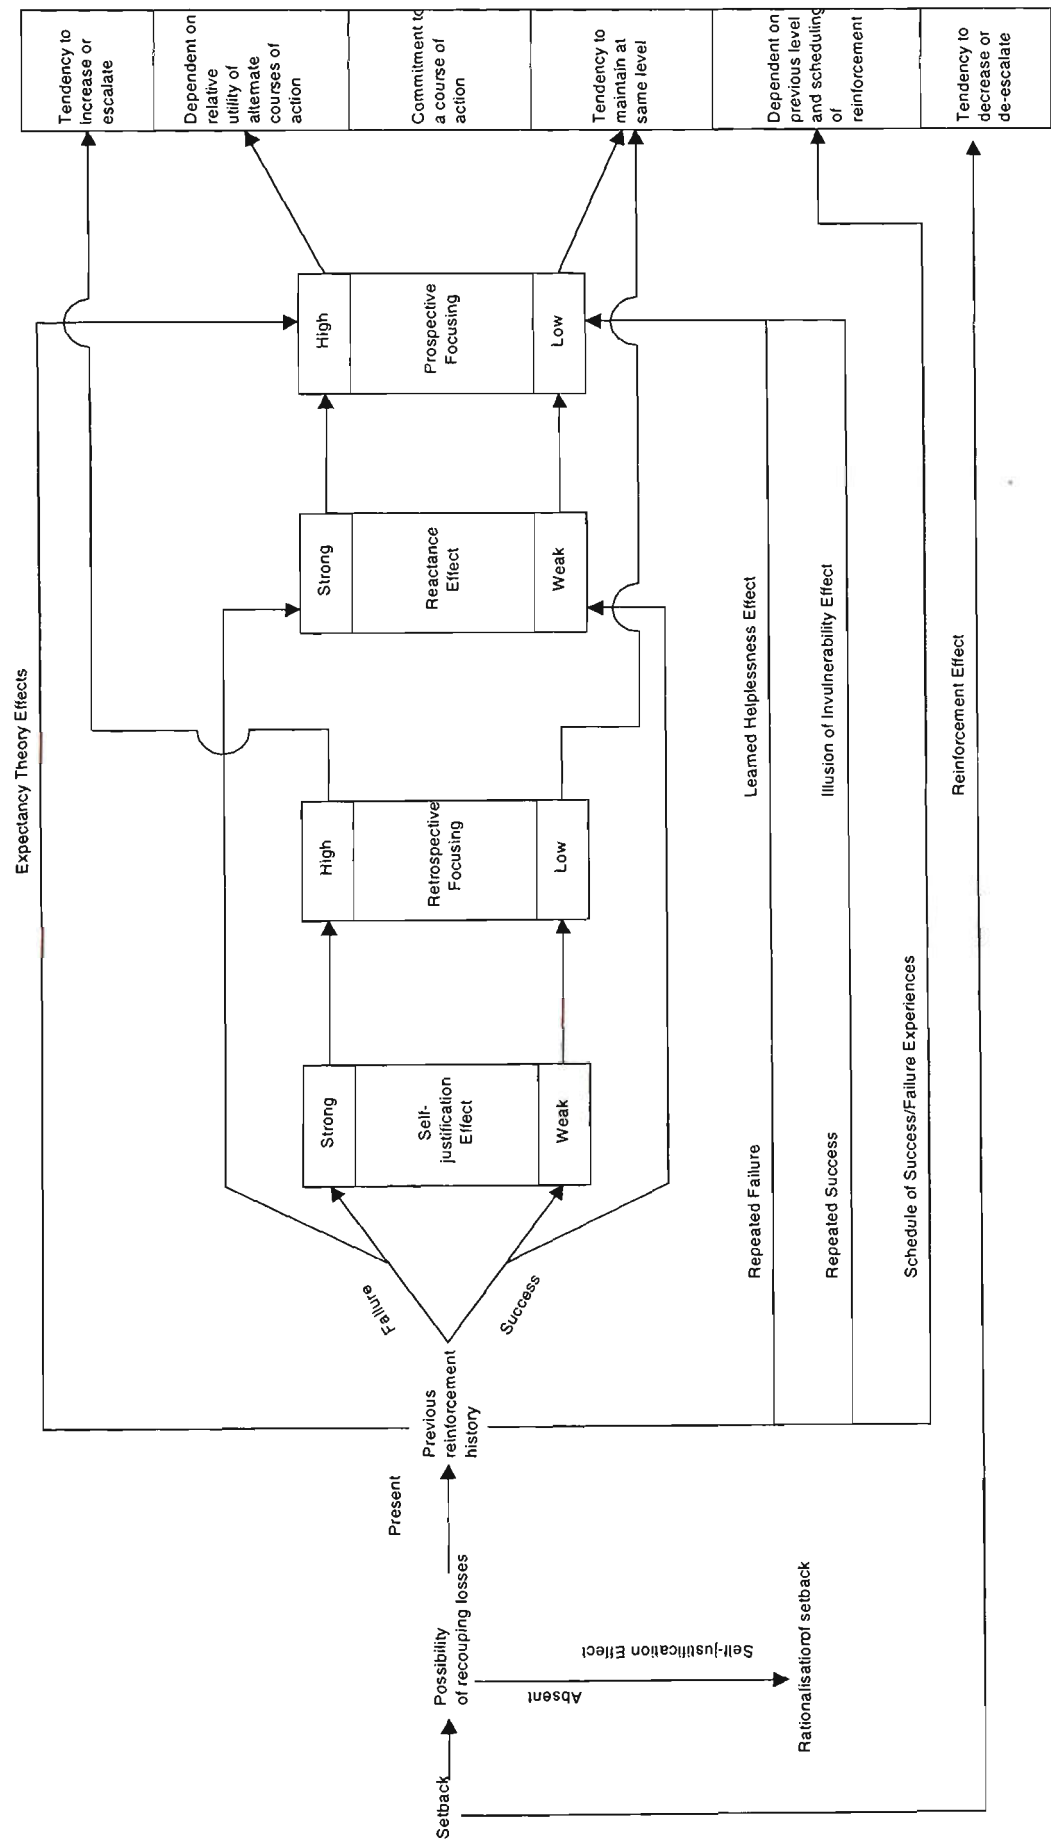 Expectancy Theory Effects
Tendency to
increase or
escalate
Dependent on
relative
utility of
alternate
courses of
action
Commitment to
a course of
action
Tendency to
maintain at
same level
Dependent on
previous level
and scheduling
of
reinforcement
Tendency to
decrease or
de-escalate
Setback
Possibility
of recouping losses
Present
Absent
Self-justification Effect
Rationalisationof setback
Previous
reinforcement
history
Failure
Success
Strong
Self-
justification
Effect
Weak
High
Retrospective
Focusing
Low
Strong
Reactance
Effect
Weak
High
Prospective
Focusing
Low
Repeated Failure
Learned Helplessness Effect
Repeated Success
Illusion of Invulnerability Effect
Schedule of Success/Failure Experiences
Reinforcement Effect